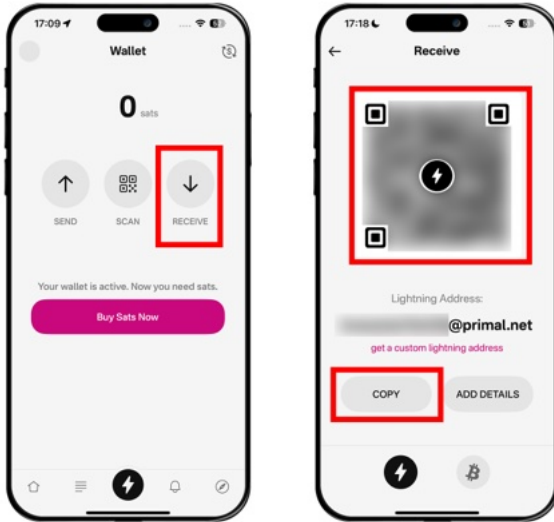 17:09
Wallet
0 sats
SEND
SCAN
RECEIVE
Your wallet is active. Now you need sats.
Buy Sats Now
17:18
Receive
Lightning Address:
@primal.net
get a custom lightning address
COPY
ADD DETAILS